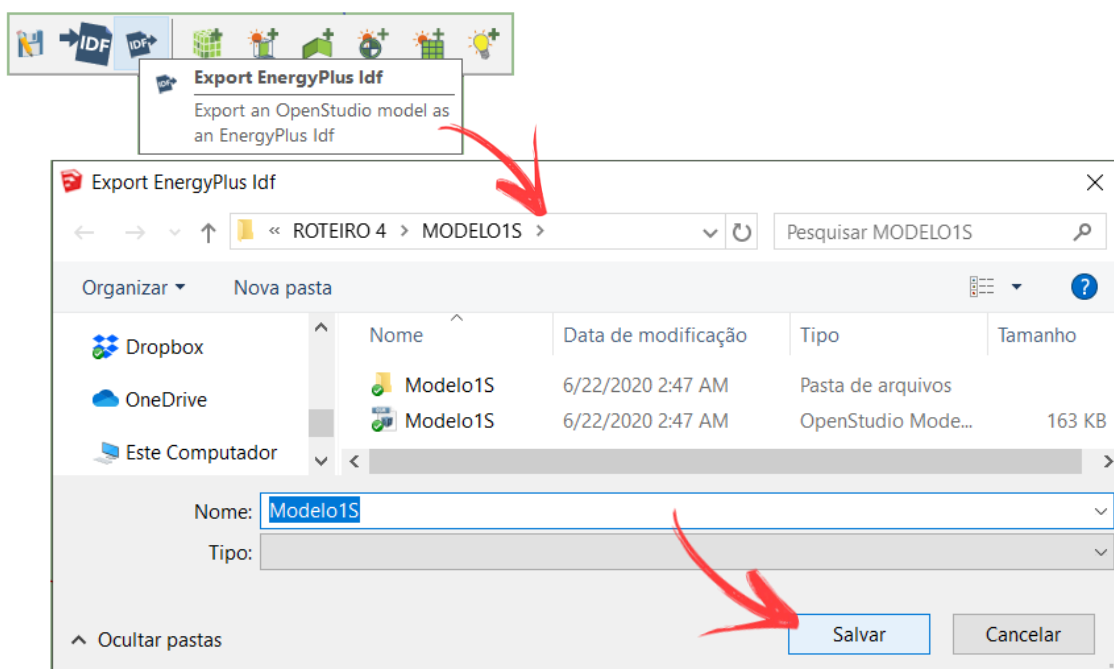 IDF IDF
Export EnergyPlus Idf
IDF
Export an OpenStudio model as
an EnergyPlus Idf
Export EnergyPlus Idf
« ROTEIRO 4 > MODELO1S >
Pesquisar MODELO1S
Organizar
Nova pasta
?
Nome
Data de modificação
Tipo
Tamanho
Dropbox
OneDrive
Este Computador
Modelo1S 6/22/2020 2:47 AM Pasta de arquivos
Modelo1S 6/22/2020 2:47 AM OpenStudio Mode... 163 KB
Nome: Modelo1S
Tipo:
Ocultar pastas
Salvar
Cancelar